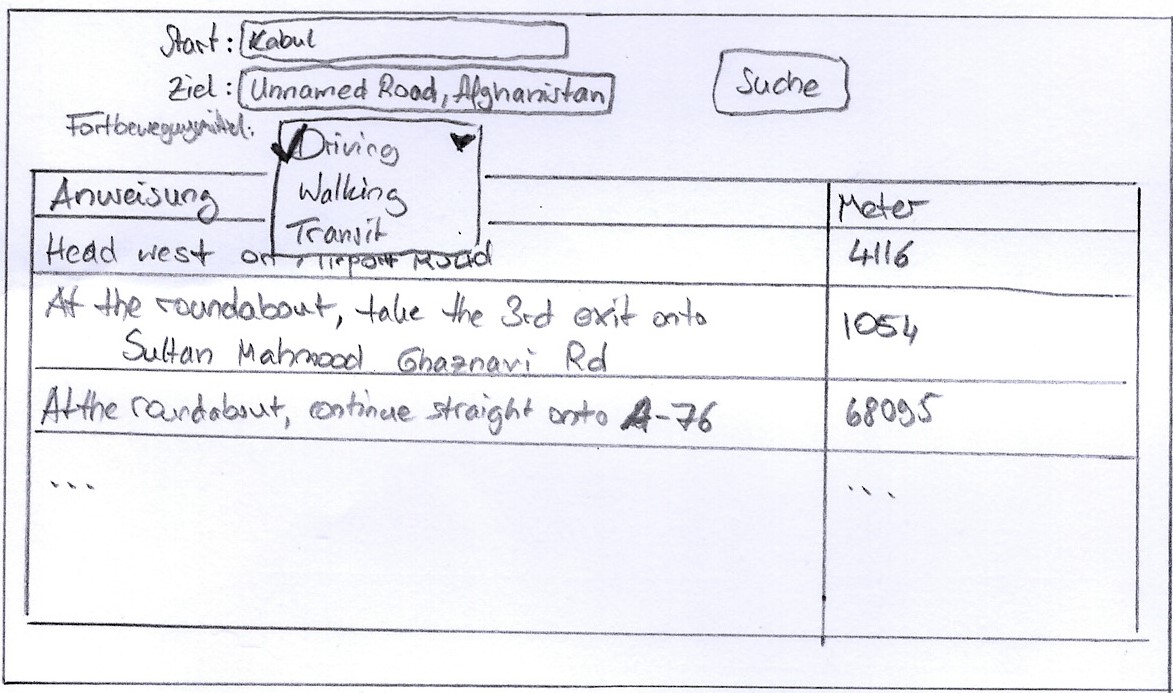 Start: Kabul
Ziel: Unnamed Road, Afghanistan
Suche
Fortbewegungsmittel:
Driving
Walking
Transit
Anweisung Meter
Head west on Airport Road 4116
At the roundabout, take the 3rd exit onto
Sultan Mahmood Ghaznavi Rd 1054
At the roundabout, continue straight onto A-76 68095
... ...